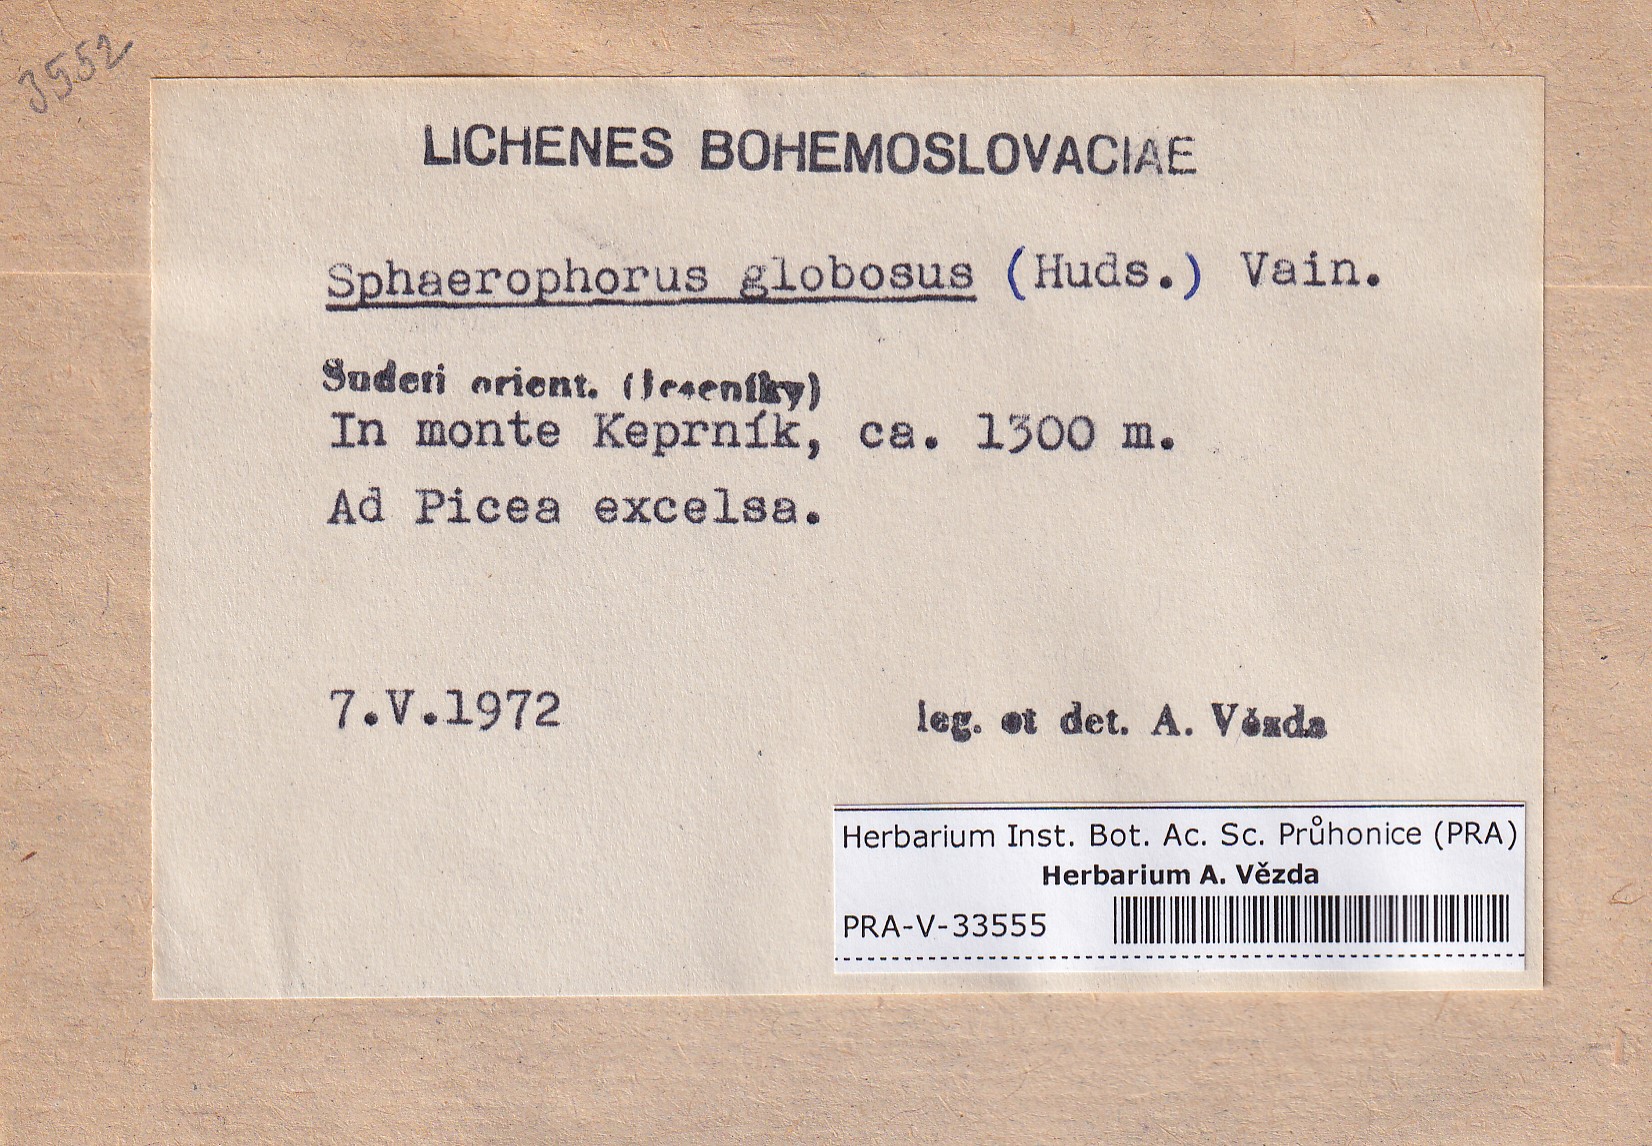 3552
LICHENES BOHEMOSLOVACIAE
Sphaerophorus globosus (Huds.) Vain.
Sudeti orient. (Jeseníky)
In monte Keprník, ca. 1300 m.
Ad Picea excelsa.
7.V.1972
leg. et det. A. Vězda
Herbarium Inst. Bot. Ac. Sc. Průhonice (PRA)
Herbarium A. Vězda
PRA-V-33555